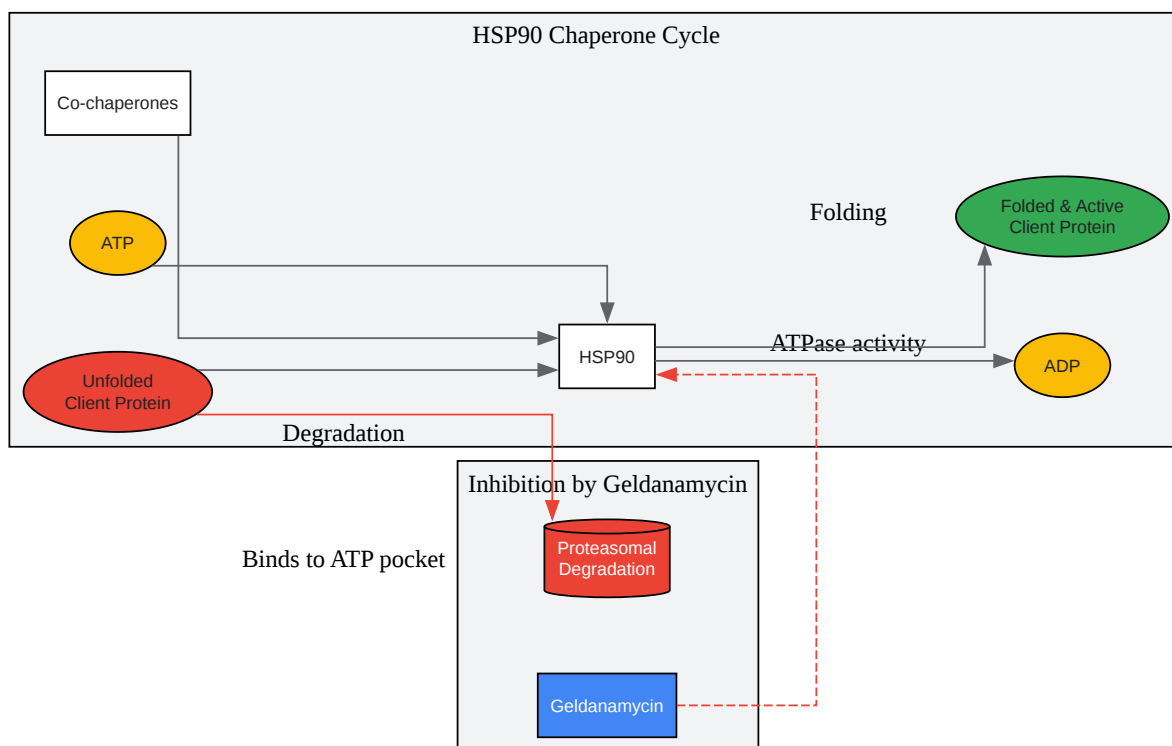 HSP90 Chaperone Cycle
Co-chaperones
Folding
Folded & Active
Client Protein
ATP
HSP90
ATPase activity
ADP
Unfolded
Client Protein
Degradation
Inhibition by Geldanamycin
Binds to ATP pocket
Proteasomal
Degradation
Geldanamycin